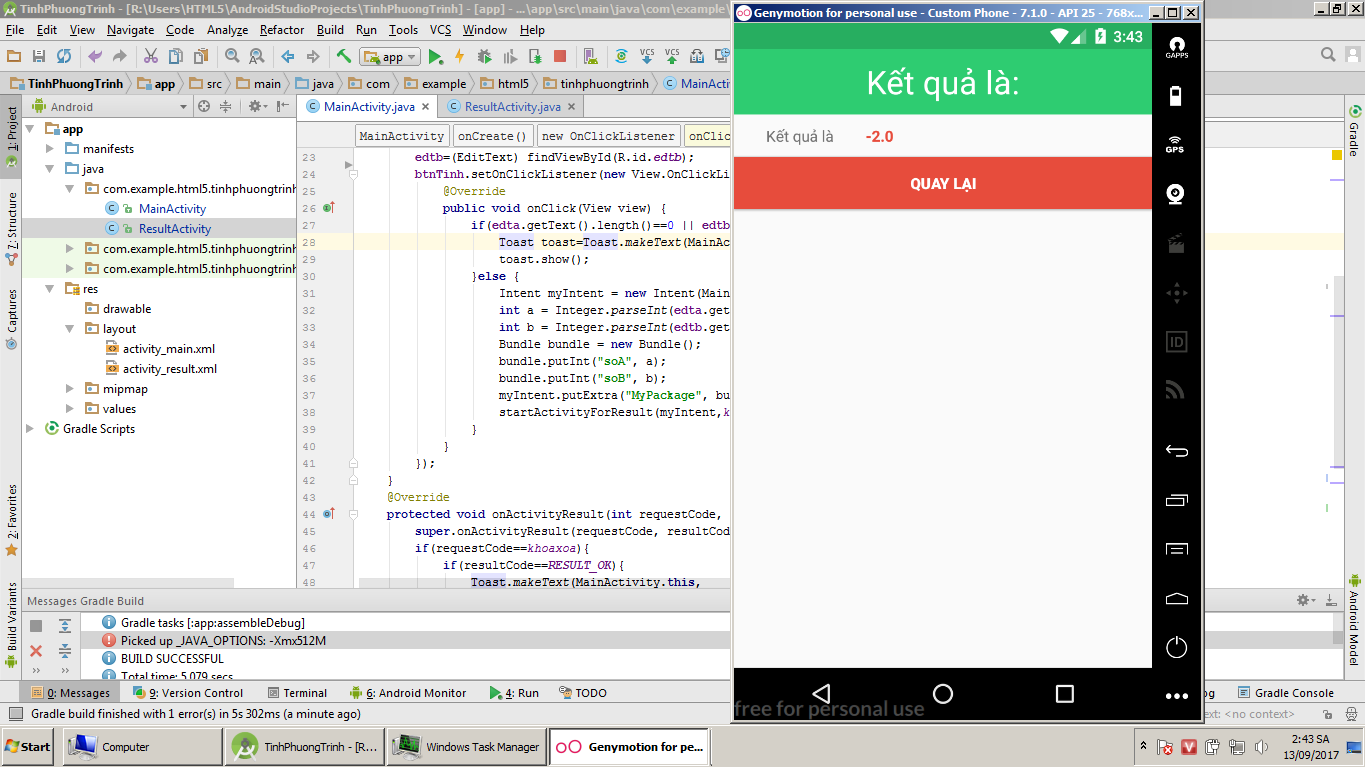 TinhPhuongTrinh - [R:\Users\HTML5\AndroidStudioProjects\TinhPhuongTrinh] - [app] - ...\app\src\main\java\com\example\
File Edit View Navigate Code Analyze Refactor Build Run Tools VCS Window Help
app VCS VCS
TinhPhuongTrinh app src main java com example html5 tinhphuongtrinh MainActi
1: Project
7: Structure
Captures
2: Favorites
Build Variants
Android
app
manifests
java
com.example.html5.tinhphuongtrinh
MainActivity
ResultActivity
com.example.html5.tinhphuongtrinh
com.example.html5.tinhphuongtrinh
res
drawable
layout
activity_main.xml
activity_result.xml
mipmap
values
Gradle Scripts
MainActivity.java ResultActivity.java
MainActivity onCreate() new OnClickListener onClic
23 edtb=(EditText) findViewById(R.id.edtb);
24 btnTinh.setOnClickListener(new View.OnClickLi
25 @Override
26 public void onClick(View view) {
27 if(edta.getText().length()==0 || edtb
28 Toast toast=Toast.makeText(MainAc
29 toast.show();
30 }else {
31 Intent myIntent = new Intent(Main
32 int a = Integer.parseInt(edta.get
33 int b = Integer.parseInt(edtb.get
34 Bundle bundle = new Bundle();
35 bundle.putInt("soA", a);
36 bundle.putInt("soB", b);
37 myIntent.putExtra("MyPackage", bu
38 startActivityForResult(myIntent,k
39 }
40 }
41 });
42 }
43 @Override
44 protected void onActivityResult(int requestCode,
45 super.onActivityResult(requestCode, resultCod
46 if(requestCode==khoaxoa){
47 if(resultCode==RESULT_OK){
48 Toast.makeText(MainActivity.this,
Messages Gradle Build
Gradle tasks [:app:assembleDebug]
Picked up _JAVA_OPTIONS: -Xmx512M
BUILD SUCCESSFUL
Total time: 5.079 secs
0: Messages 9: Version Control Terminal 6: Android Monitor 4: Run TODO
Gradle build finished with 1 error(s) in 5s 302ms (a minute ago)
Genymotion for personal use - Custom Phone - 7.1.0 - API 25 - 768x...
3:43
Kết quả là:
Kết quả là -2.0
QUAY LẠI
free for personal use
GAPPS
GPS
ID
Gradle
Android Model
og Gradle Console
text: <no context>
Start Computer TinhPhuongTrinh - [R... Windows Task Manager Genymotion for pe...
V
2:43 SA
13/09/2017